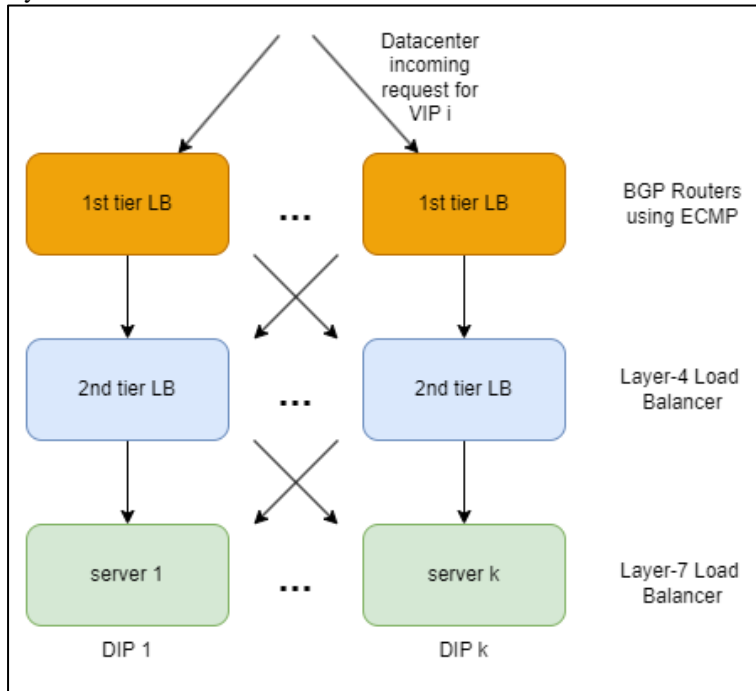 Datacenter
incoming
request for
VIP i
1st tier LB
...
1st tier LB
BGP Routers
using ECMP
2nd tier LB
...
2nd tier LB
Layer-4 Load
Balancer
server 1
...
server k
Layer-7 Load
Balancer
DIP 1
DIP k